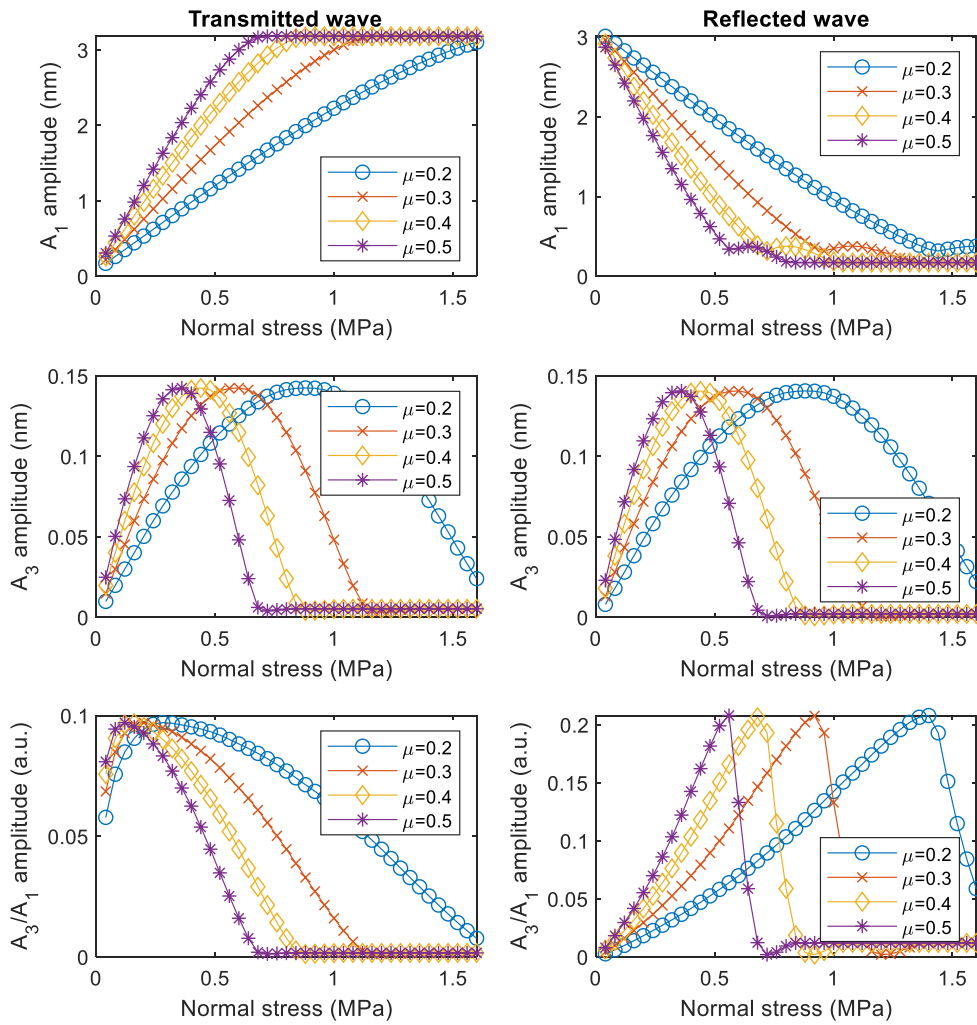 Transmitted wave
A₁ amplitude (nm)
3
2
1
0
μ=0.2
μ=0.3
μ=0.4
μ=0.5
0 0.5 1 1.5
Normal stress (MPa)
Reflected wave
A₁ amplitude (nm)
3
2
1
0
μ=0.2
μ=0.3
μ=0.4
μ=0.5
0 0.5 1 1.5
Normal stress (MPa)
A₃ amplitude (nm)
0.15
0.1
0.05
0
μ=0.2
μ=0.3
μ=0.4
μ=0.5
0 0.5 1 1.5
Normal stress (MPa)
A₃ amplitude (nm)
0.15
0.1
0.05
0
μ=0.2
μ=0.3
μ=0.4
μ=0.5
0 0.5 1 1.5
Normal stress (MPa)
A₃/A₁ amplitude (a.u.)
0.1
0.05
0
μ=0.2
μ=0.3
μ=0.4
μ=0.5
0 0.5 1 1.5
Normal stress (MPa)
A₃/A₁ amplitude (a.u.)
0.2
0.15
0.1
0.05
0
μ=0.2
μ=0.3
μ=0.4
μ=0.5
0 0.5 1 1.5
Normal stress (MPa)